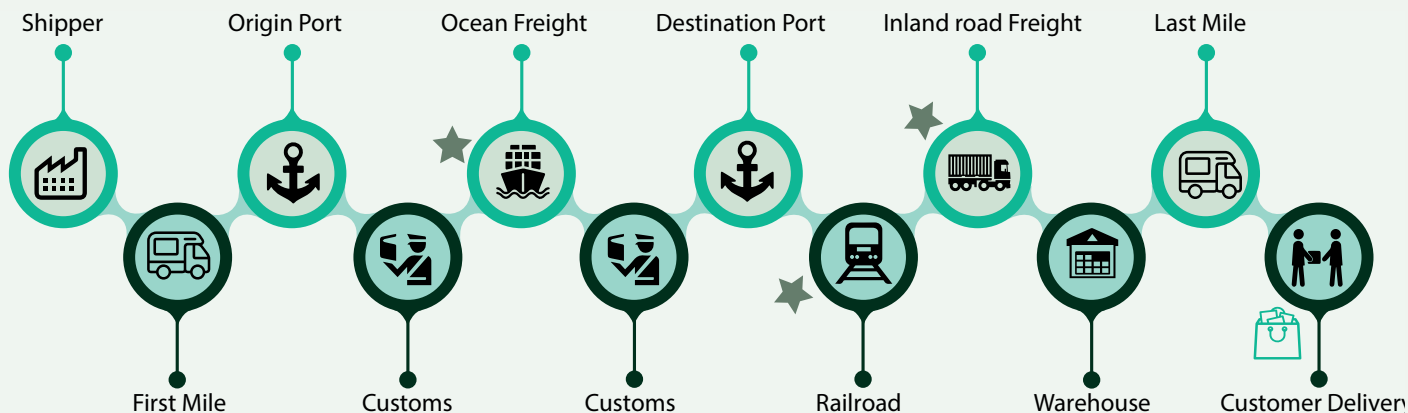 Shipper
Origin Port
Ocean Freight
Destination Port
Inland road Freight
Last Mile
First Mile
Customs
Customs
Railroad
Warehouse
Customer Delivery